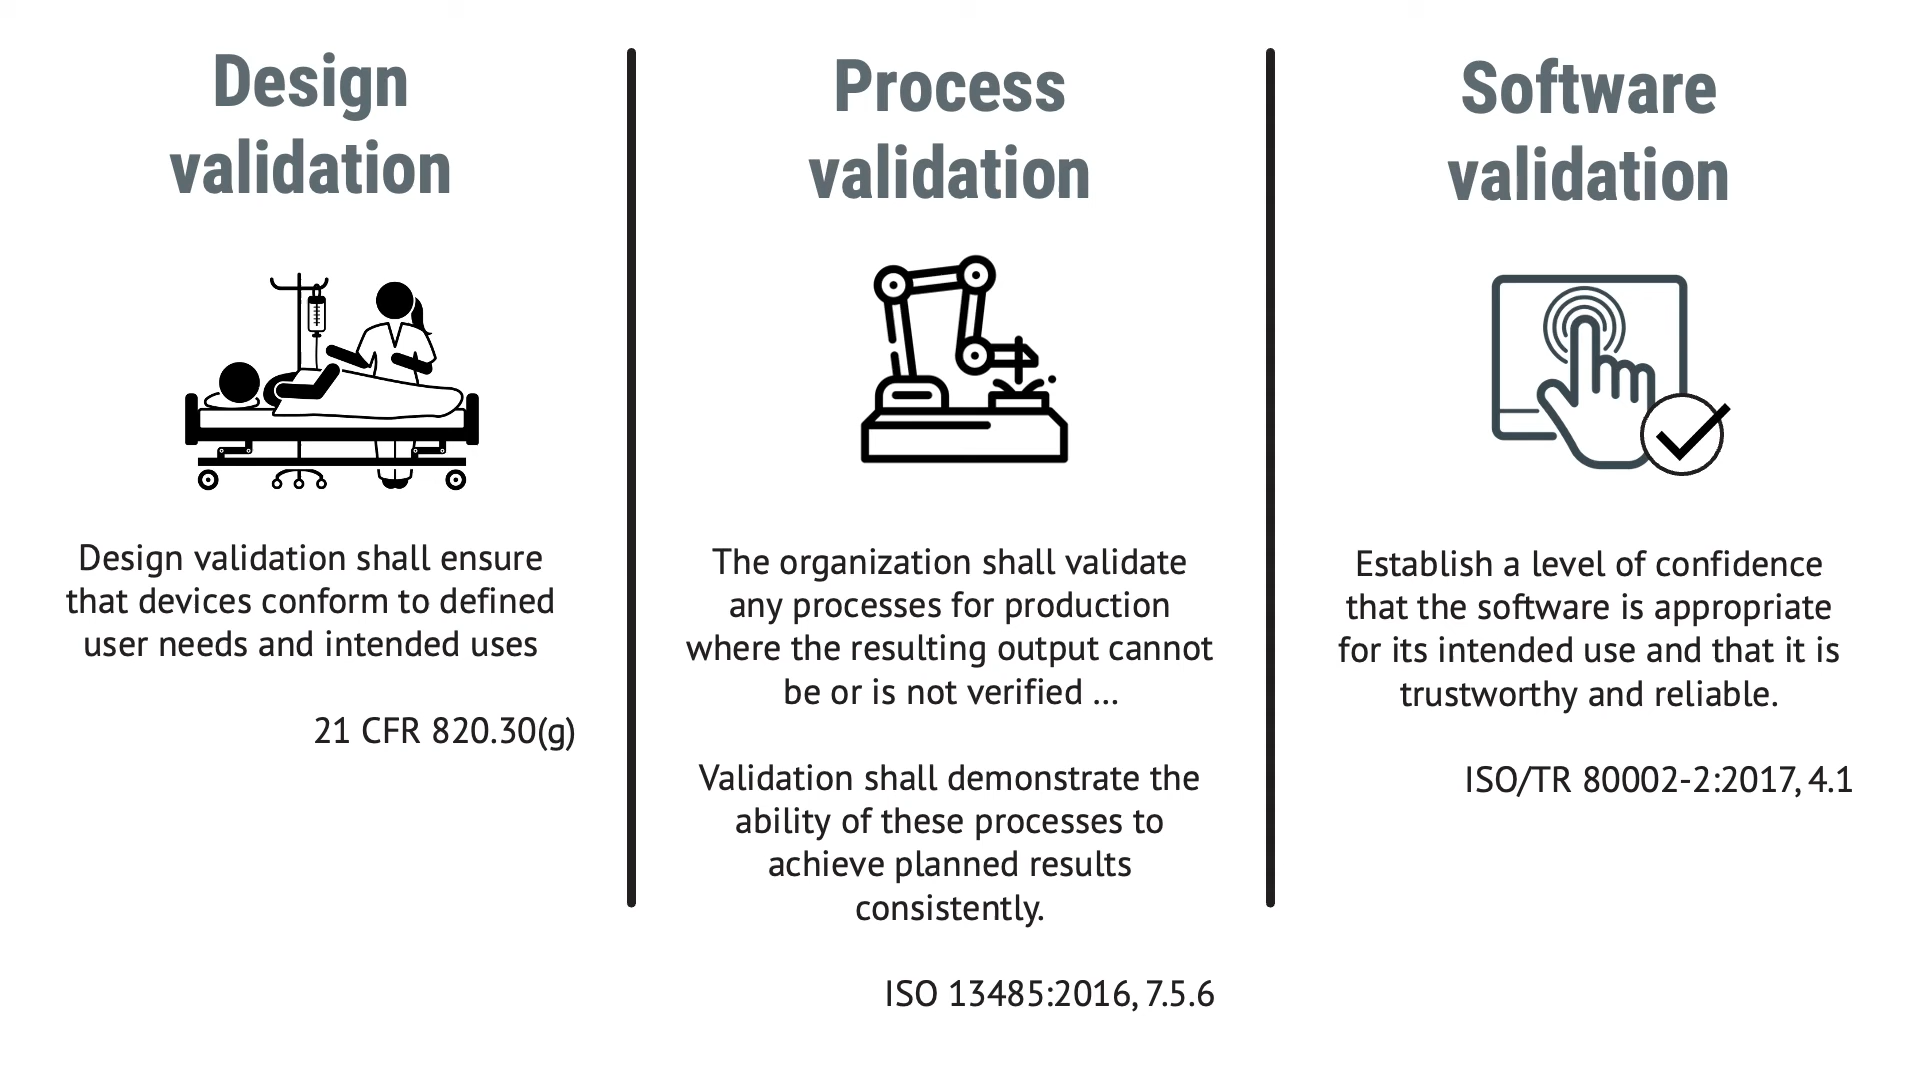 Design
validation
Design validation shall ensure
that devices conform to defined
user needs and intended uses
21 CFR 820.30(g)
Process
validation
The organization shall validate
any processes for production
where the resulting output cannot
be or is not verified ...
Validation shall demonstrate the
ability of these processes to
achieve planned results
consistently.
ISO 13485:2016, 7.5.6
Software
validation
Establish a level of confidence
that the software is appropriate
for its intended use and that it is
trustworthy and reliable.
ISO/TR 80002-2:2017, 4.1